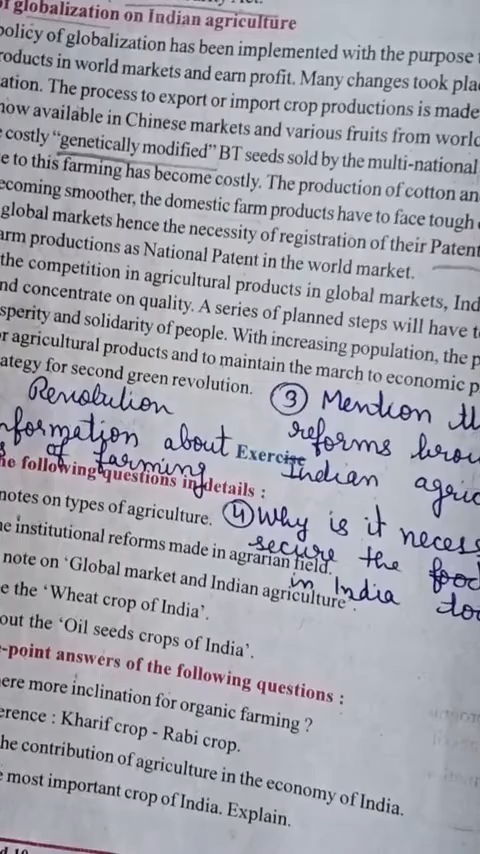 of globalization on Indian agriculture
policy of globalization has been implemented with the purpose
roducts in world markets and earn profit. Many changes took pla
ation. The process to export or import crop productions is made
now available in Chinese markets and various fruits from worl
costly "genetically modified" BT seeds sold by the multi-national
e to this farming has become costly. The production of cotton an
ecoming smoother, the domestic farm products have to face tough
global markets hence the necessity of registration of their Patent
arm productions as National Patent in the world market.
the competition in agricultural products in global markets, Ind
nd concentrate on quality. A series of planned steps will have t
sperity and solidarity of people. With increasing population, the p
or agricultural products and to maintain the march to economic p
ategy for second green revolution.
Revolution
③ Mention th
reforms brou
Indian agric
nformation about
of farming
Exercise
he following questions in details :
notes on types of agriculture.
④ Why is it neces
secure the food
in India to
he institutional reforms made in agrarian field.
note on 'Global market and Indian agriculture'.
e the 'Wheat crop of India'.
out the 'Oil seeds crops of India'.
-point answers of the following questions :
ere more inclination for organic farming ?
erence : Kharif crop - Rabi crop.
he contribution of agriculture in the economy of India.
e most important crop of India. Explain.